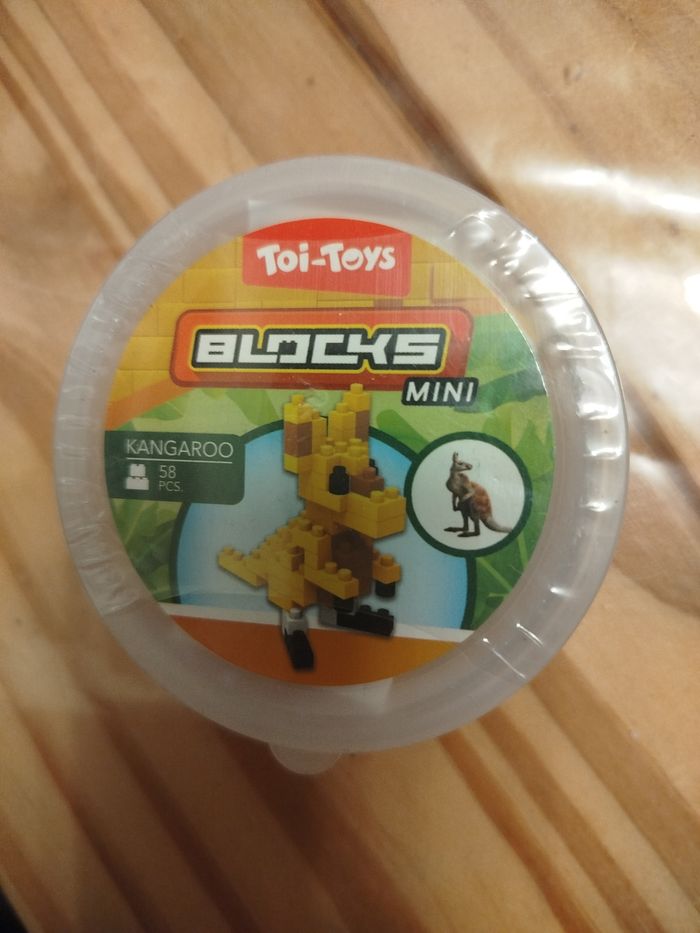 Toi-Toys
BLOCKS
MINI
KANGAROO
58
PCS.